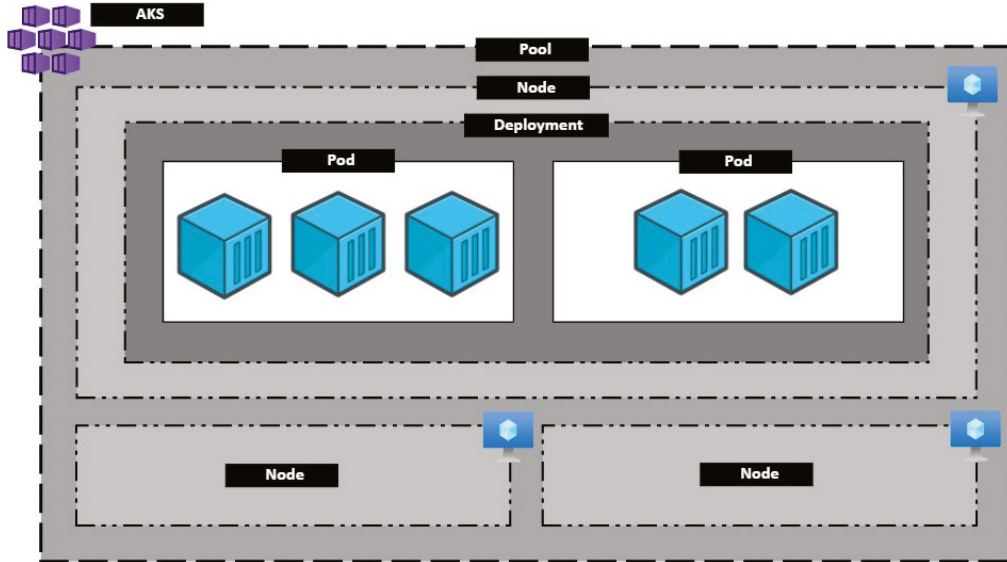 AKS
Pool
Node
Deployment
Pod
Pod
Node
Node